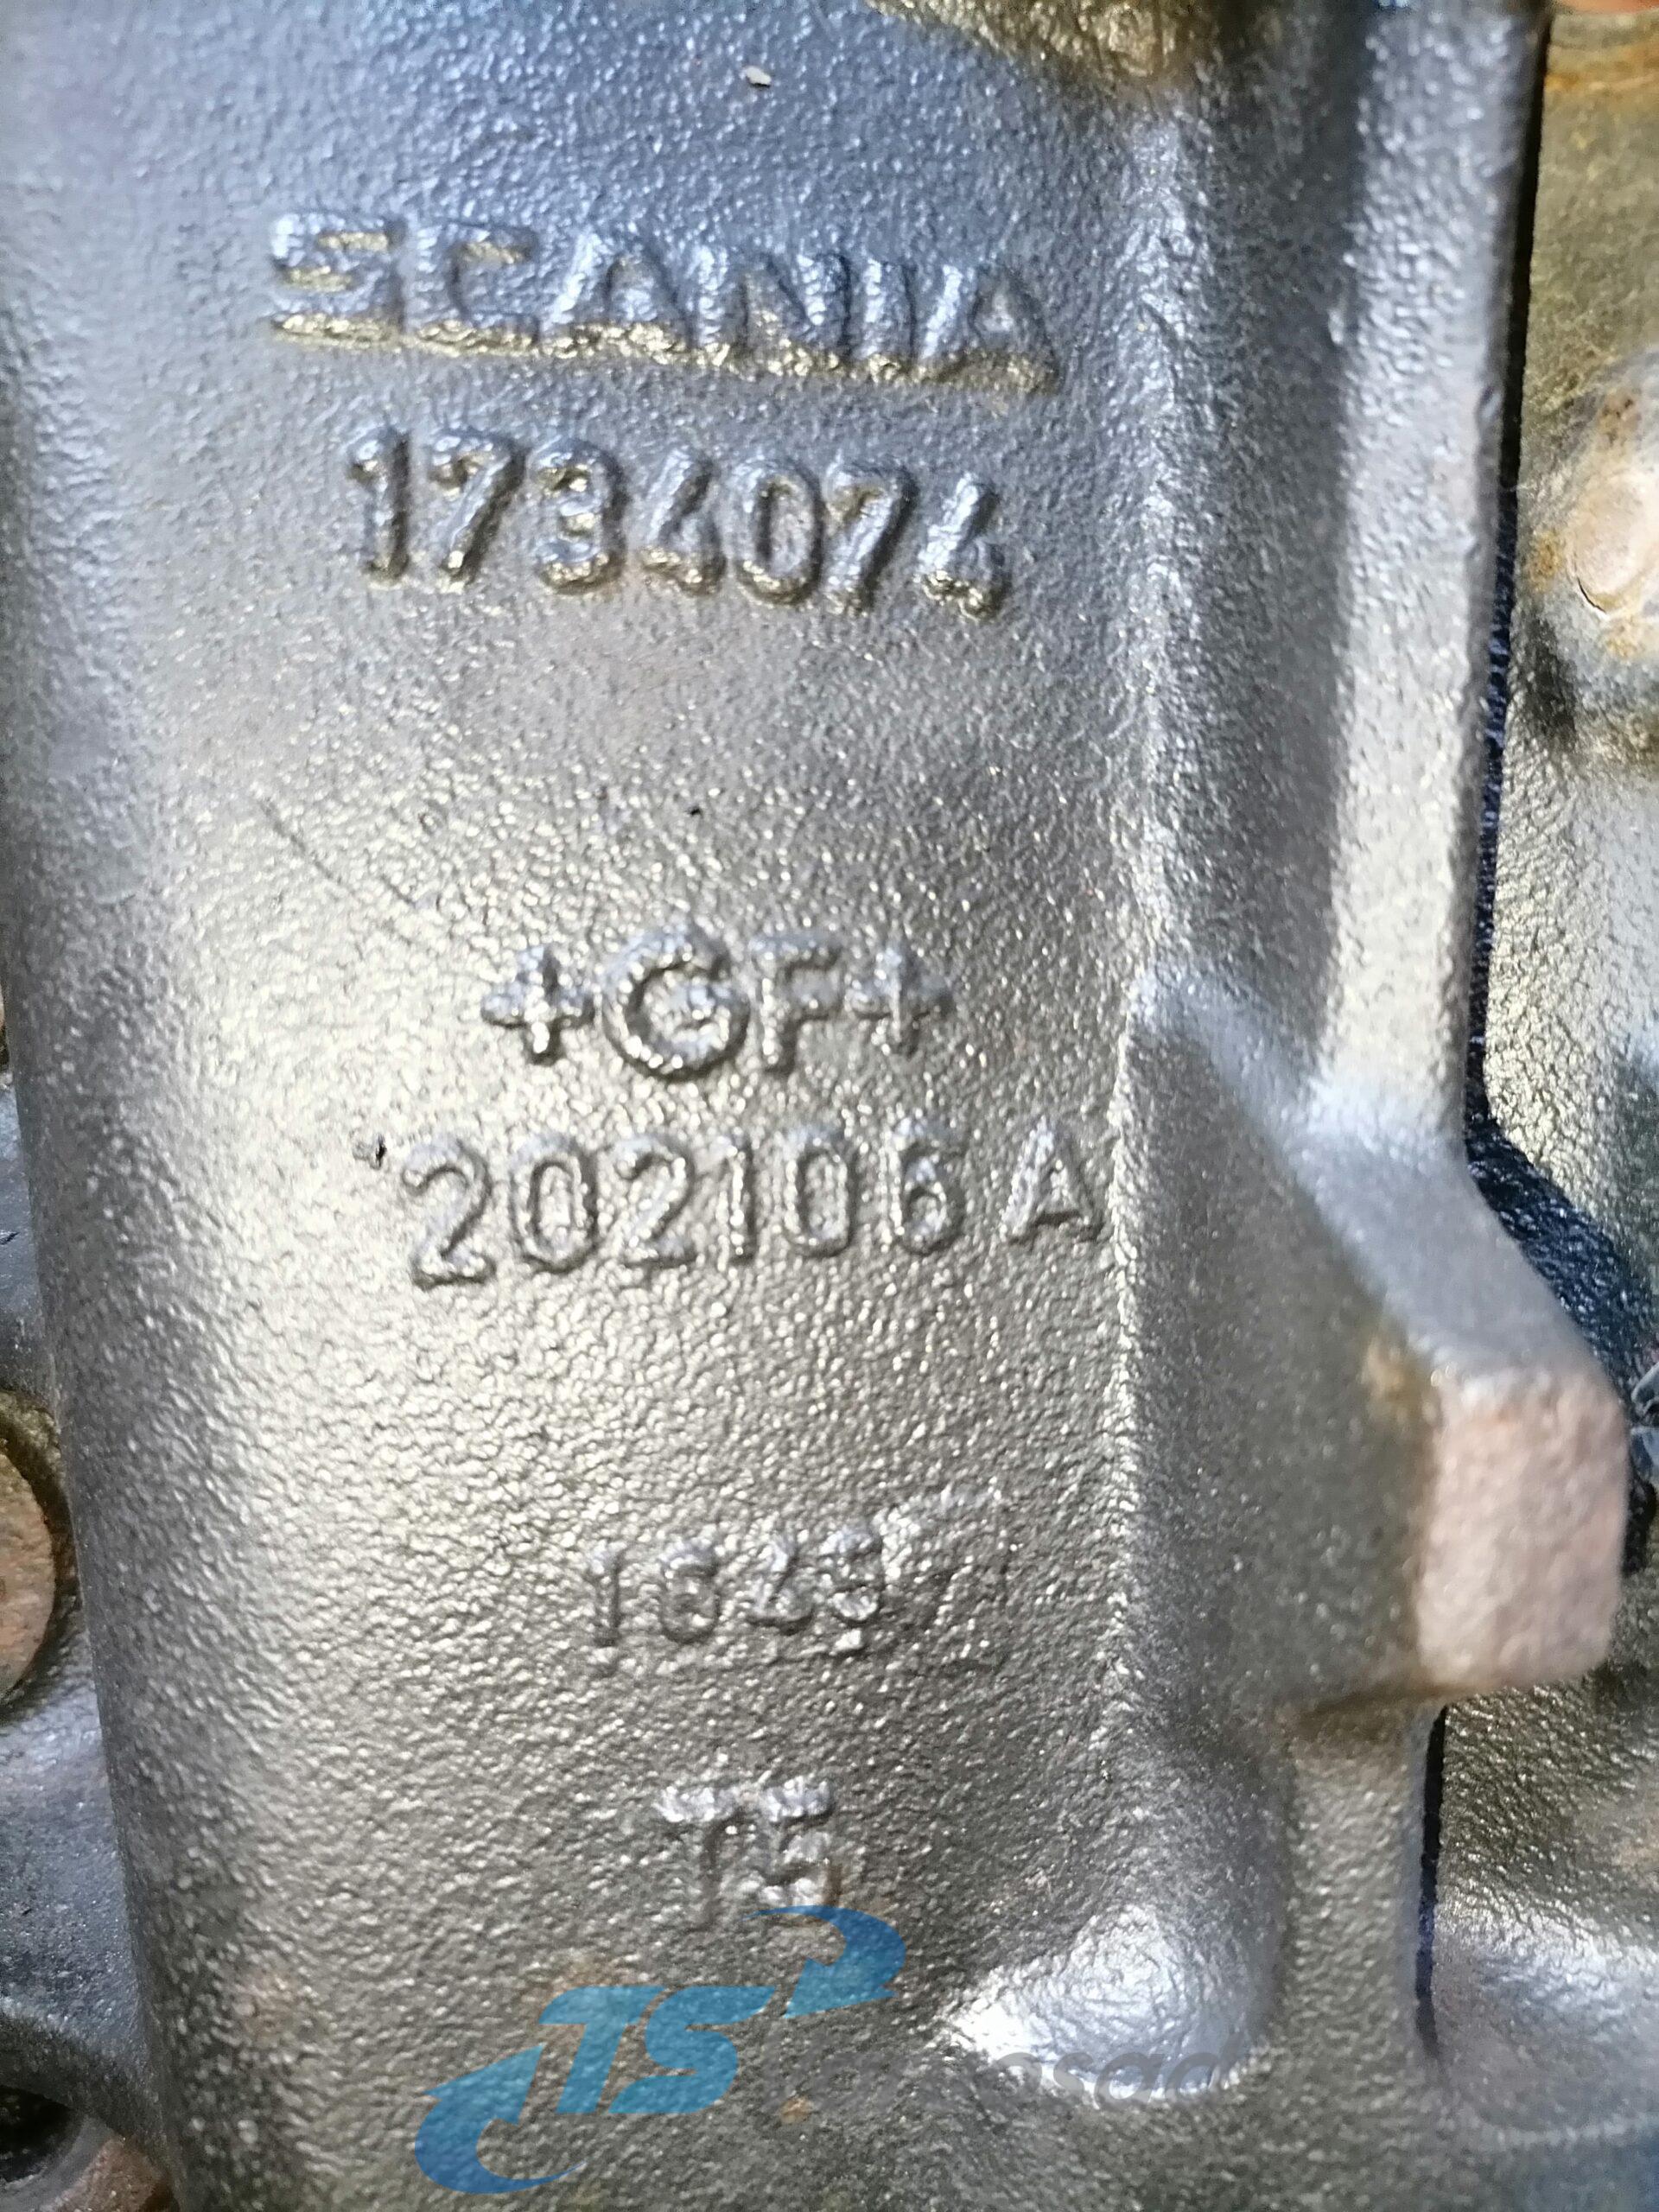 SCANIA
1734074
+GF+
202106 A
T5
TS